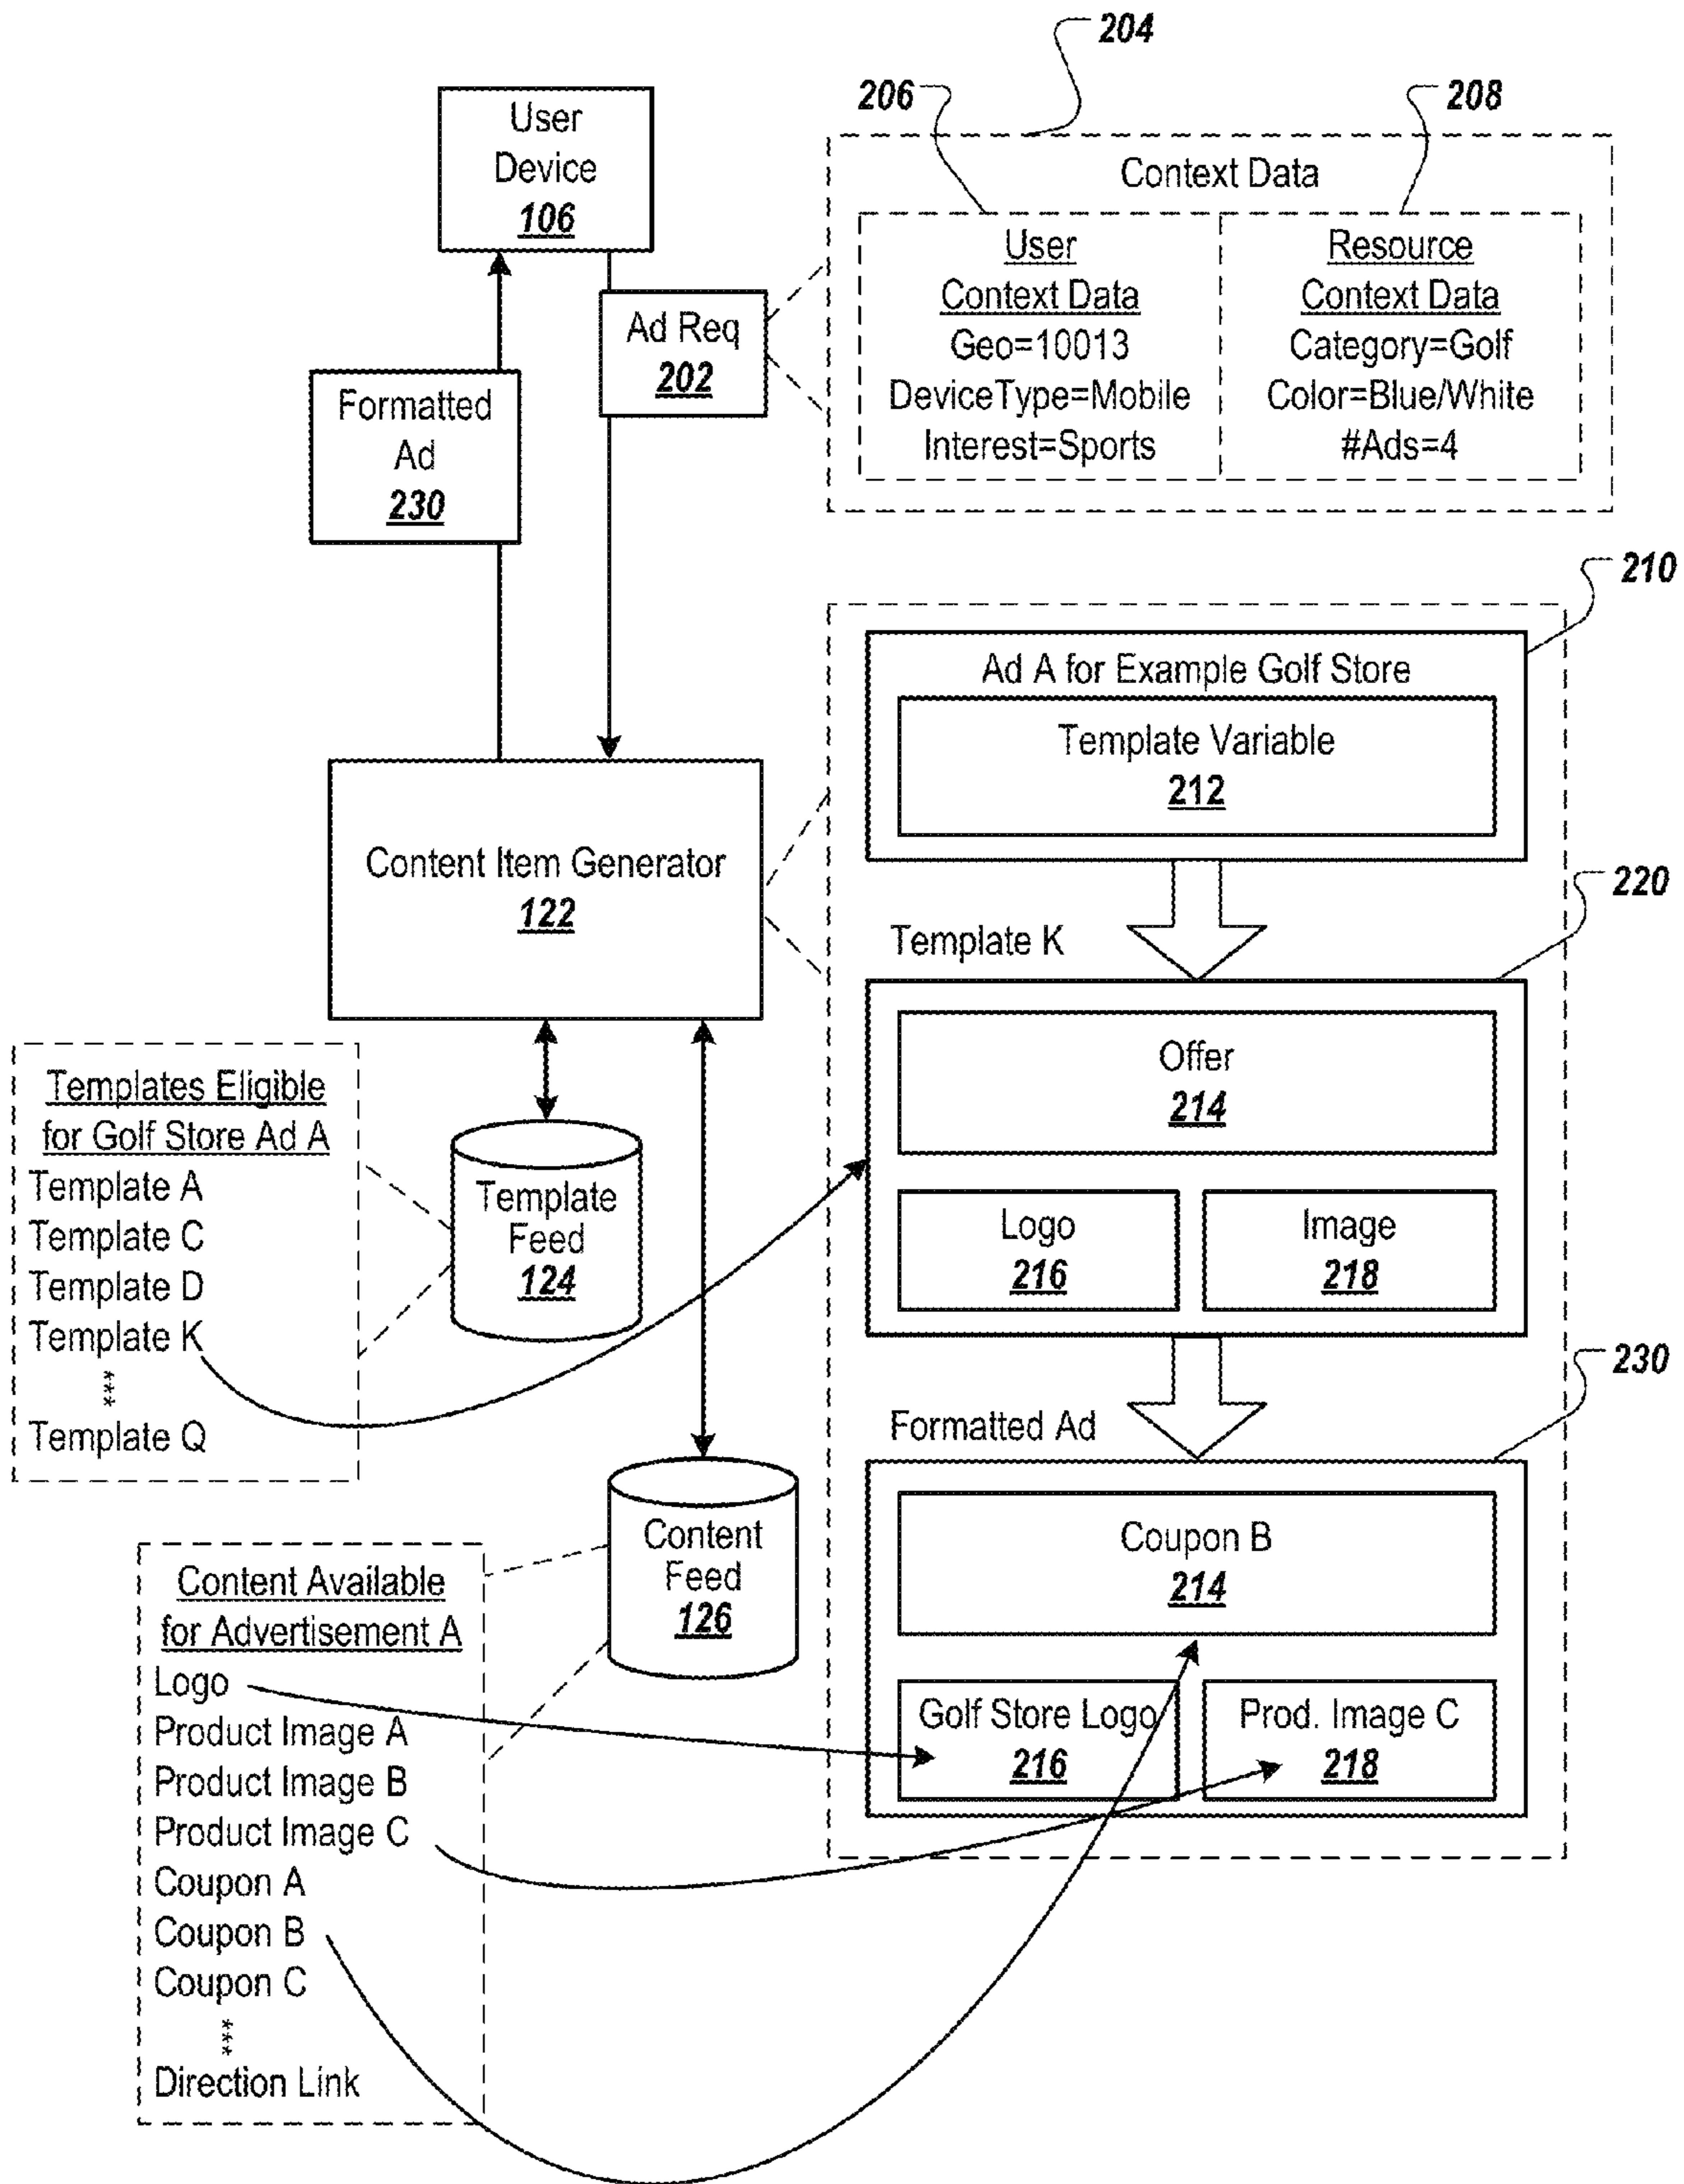 204
206
208
User
Device
106
Context Data
User
Context Data
Geo=10013
DeviceType=Mobile
Interest=Sports
Resource
Context Data
Category=Golf
Color=Blue/White
#Ads=4
Ad Req
202
Formatted
Ad
230
210
Ad A for Example Golf Store
Template Variable
212
Content Item Generator
122
220
Template K
Offer
214
Logo
216
Image
218
Templates Eligible
for Golf Store Ad A
Template A
Template C
Template D
Template K
***
Template Q
Template
Feed
124
230
Formatted Ad
Coupon B
214
Golf Store Logo
216
Prod. Image C
218
Content
Feed
126
Content Available
for Advertisement A
Logo
Product Image A
Product Image B
Product Image C
Coupon A
Coupon B
Coupon C
***
Direction Link